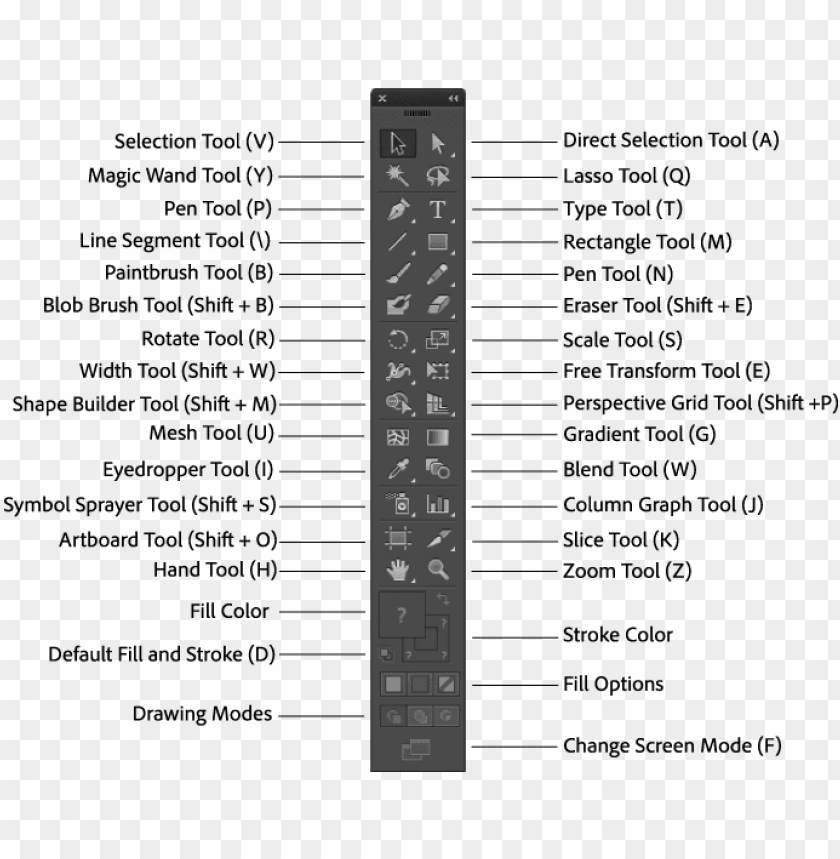 Selection Tool (V)
Direct Selection Tool (A)
Magic Wand Tool (Y)
Lasso Tool (Q)
Pen Tool (P)
Type Tool (T)
Line Segment Tool (\)
Rectangle Tool (M)
Paintbrush Tool (B)
Pen Tool (N)
Blob Brush Tool (Shift + B)
Eraser Tool (Shift + E)
Rotate Tool (R)
Scale Tool (S)
Width Tool (Shift + W)
Free Transform Tool (E)
Shape Builder Tool (Shift + M)
Perspective Grid Tool (Shift +P)
Mesh Tool (U)
Gradient Tool (G)
Eyedropper Tool (I)
Blend Tool (W)
Symbol Sprayer Tool (Shift + S)
Column Graph Tool (J)
Artboard Tool (Shift + O)
Slice Tool (K)
Hand Tool (H)
Zoom Tool (Z)
Fill Color
Stroke Color
Default Fill and Stroke (D)
Fill Options
Drawing Modes
Change Screen Mode (F)